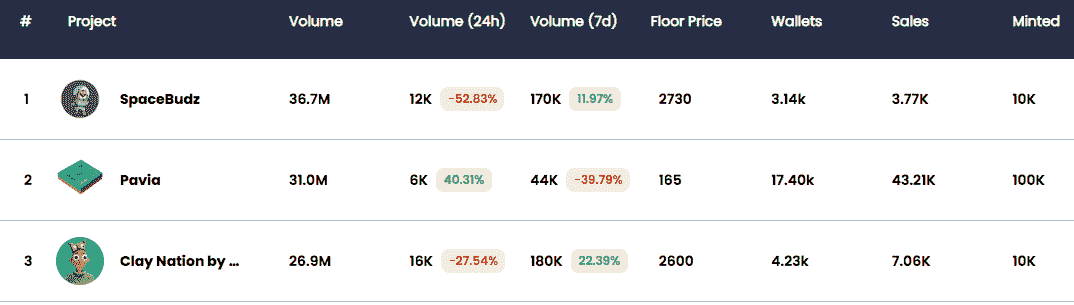 # Project Volume Volume (24h) Volume (7d) Floor Price Wallets Sales Minted
1 SpaceBudz 36.7M 12K -52.83% 170K 11.97% 2730 3.14k 3.77K 10K
2 Pavia 31.0M 6K 40.31% 44K -39.79% 165 17.40k 43.21K 100K
3 Clay Nation by ... 26.9M 16K -27.54% 180K 22.39% 2600 4.23k 7.06K 10K